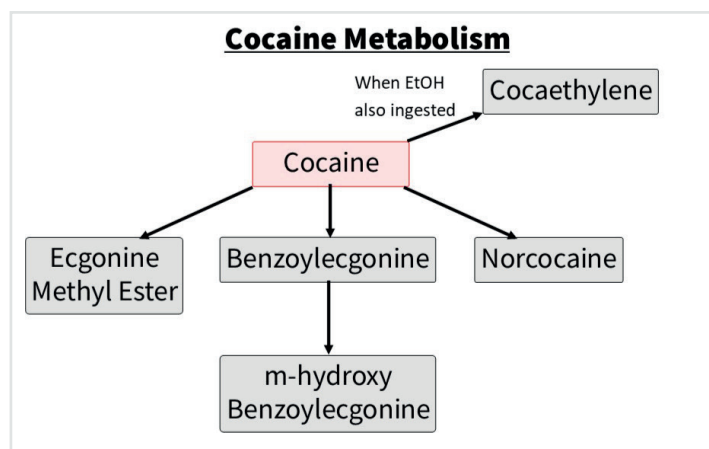 Cocaine Metabolism
When EtOH
also ingested
Cocaethylene
Cocaine
Ecgonine
Methyl Ester
Benzoylecgonine
Norcocaine
m-hydroxy
Benzoylecgonine